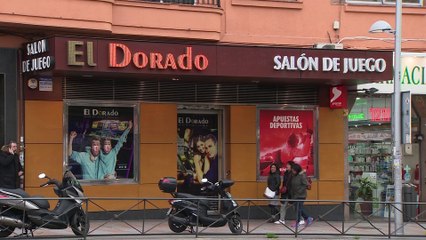 SALÓN
DE JUEGO
EL DORADO
SALÓN DE JUEGO
EL DORADO
EL DORADO
APUESTAS
DEPORTIVAS